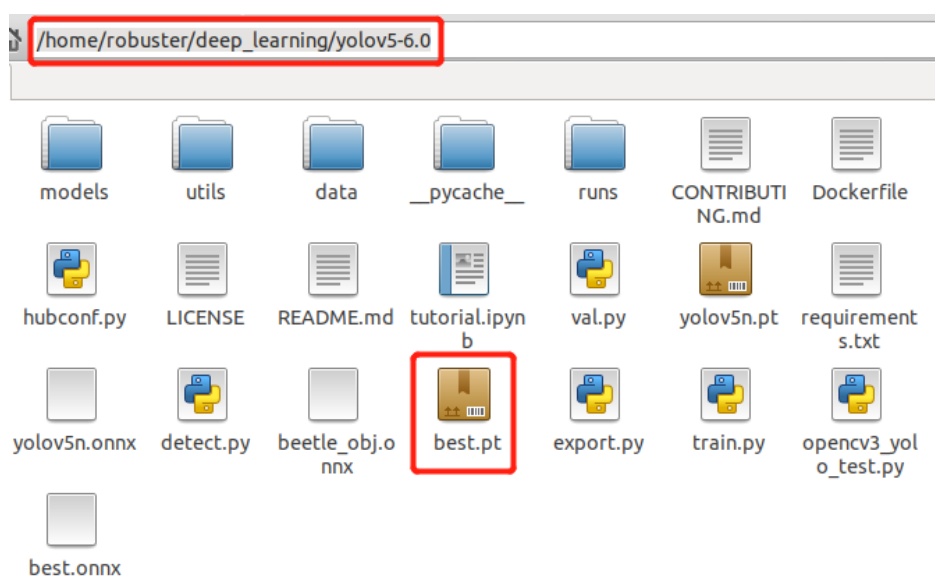 /home/robuster/deep_learning/yolov5-6.0
models
utils
data
__pycache__
runs
CONTRIBUTI
NG.md
Dockerfile
hubconf.py
LICENSE
README.md
tutorial.ipyn
b
val.py
yolov5n.pt
requirement
s.txt
yolov5n.onnx
detect.py
beetle_obj.o
nnx
best.pt
export.py
train.py
opencv3_yol
o_test.py
best.onnx